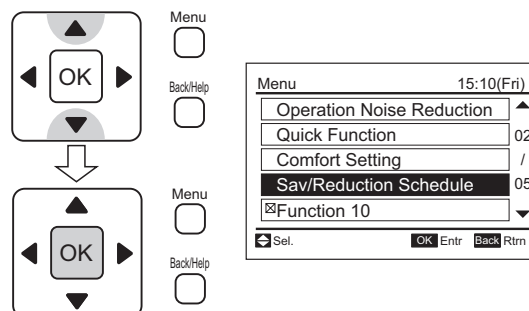 Menu
OK
Back/Help
Menu
OK
Back/Help
Menu 15:10(Fri)
Operation Noise Reduction
Quick Function 02
Comfort Setting /
Sav/Reduction Schedule 05
☒Function 10
Sel. OK Entr Back Rtrn